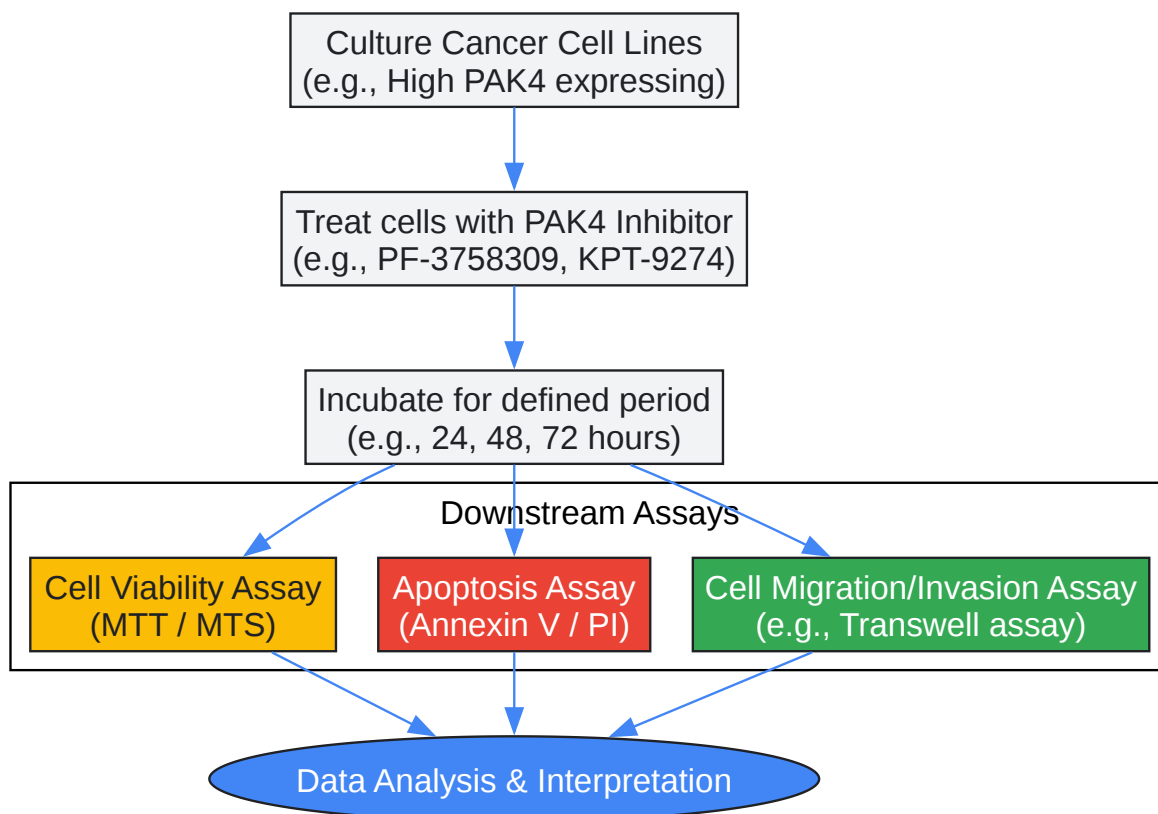 Culture Cancer Cell Lines
(e.g., High PAK4 expressing)
Treat cells with PAK4 Inhibitor
(e.g., PF-3758309, KPT-9274)
Incubate for defined period
(e.g., 24, 48, 72 hours)
Downstream Assays
Cell Viability Assay
(MTT / MTS)
Apoptosis Assay
(Annexin V / PI)
Cell Migration/Invasion Assay
(e.g., Transwell assay)
Data Analysis & Interpretation